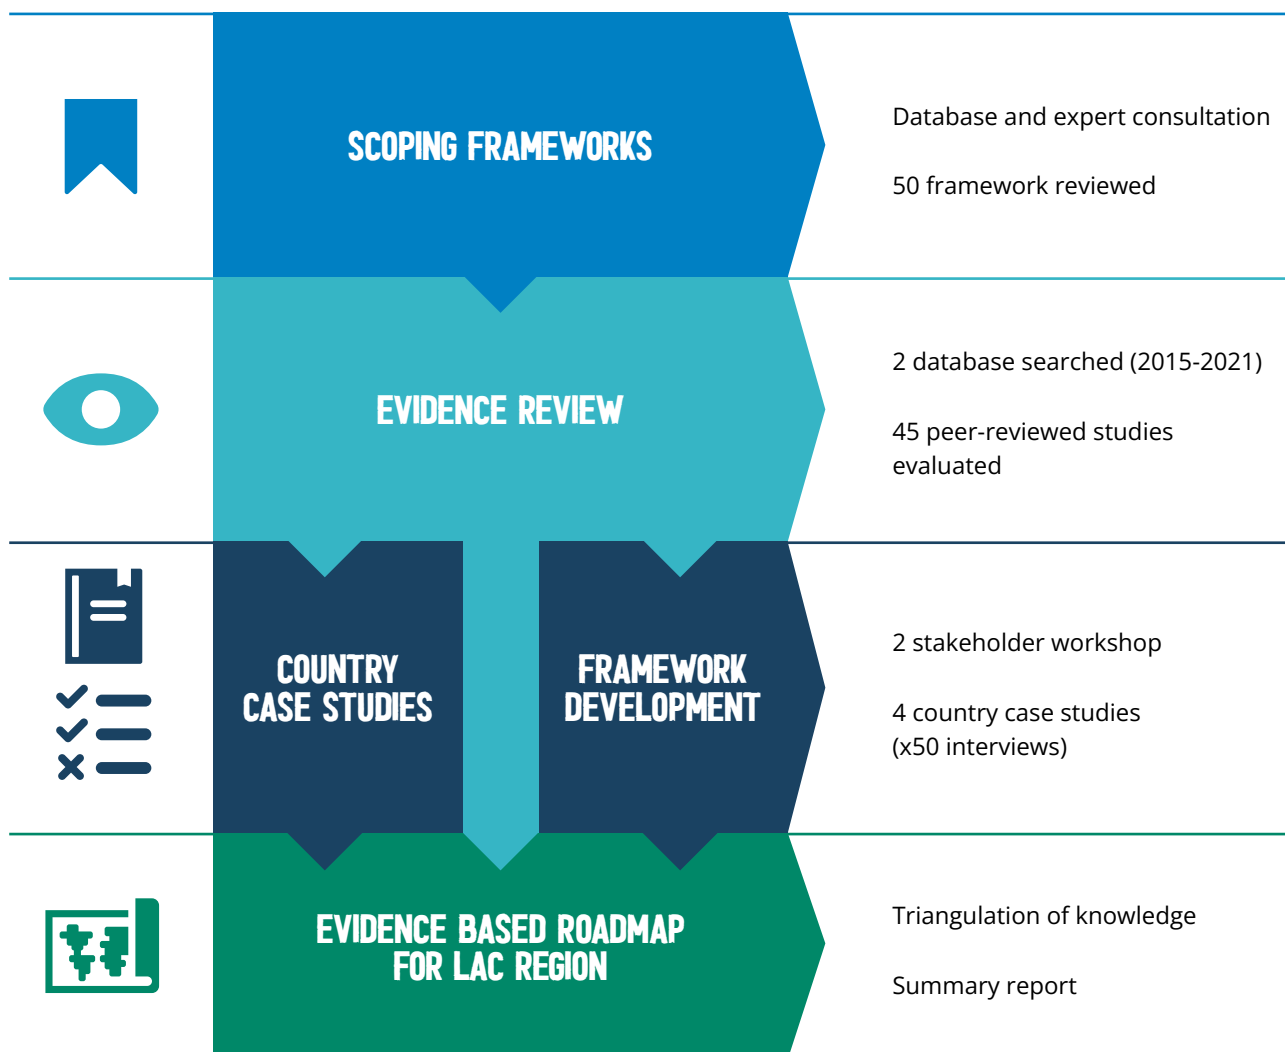 SCOPING FRAMEWORKS
Database and expert consultation
50 framework reviewed
EVIDENCE REVIEW
2 database searched (2015-2021)
45 peer-reviewed studies
evaluated
COUNTRY
CASE STUDIES
FRAMEWORK
DEVELOPMENT
2 stakeholder workshop
4 country case studies
(x50 interviews)
EVIDENCE BASED ROADMAP
FOR LAC REGION
Triangulation of knowledge
Summary report